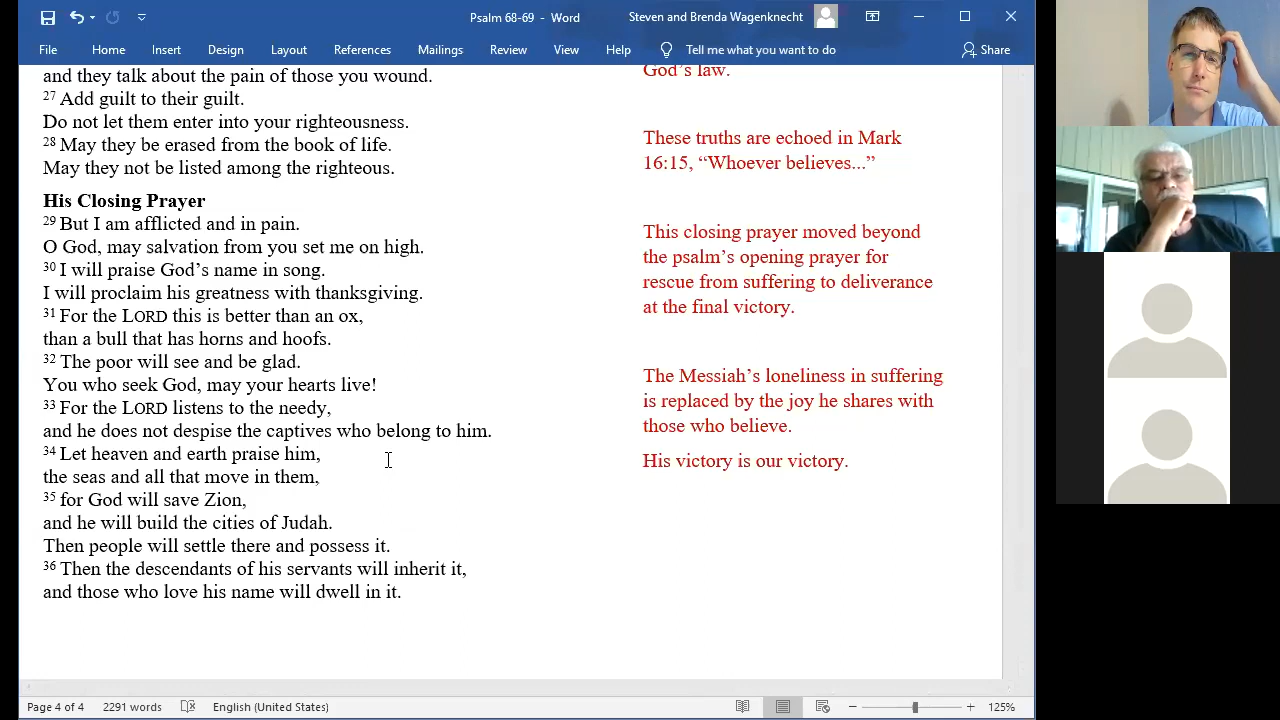 Psalm 68-69 - Word
Steven and Brenda Wagenknecht
File Home Insert Design Layout References Mailings Review View Help Tell me what you want to do Share
and they talk about the pain of those you wound.
27 Add guilt to their guilt.
Do not let them enter into your righteousness.
28 May they be erased from the book of life.
May they not be listed among the righteous.
His Closing Prayer
29 But I am afflicted and in pain.
O God, may salvation from you set me on high.
30 I will praise God’s name in song.
I will proclaim his greatness with thanksgiving.
31 For the LORD this is better than an ox,
than a bull that has horns and hoofs.
32 The poor will see and be glad.
You who seek God, may your hearts live!
33 For the LORD listens to the needy,
and he does not despise the captives who belong to him.
34 Let heaven and earth praise him,
the seas and all that move in them,
35 for God will save Zion,
and he will build the cities of Judah.
Then people will settle there and possess it.
36 Then the descendants of his servants will inherit it,
and those who love his name will dwell in it.
God’s law.
These truths are echoed in Mark
16:15, “Whoever believes...”
This closing prayer moved beyond
the psalm’s opening prayer for
rescue from suffering to deliverance
at the final victory.
The Messiah’s loneliness in suffering
is replaced by the joy he shares with
those who believe.
His victory is our victory.
Page 4 of 4 2291 words English (United States) 125%